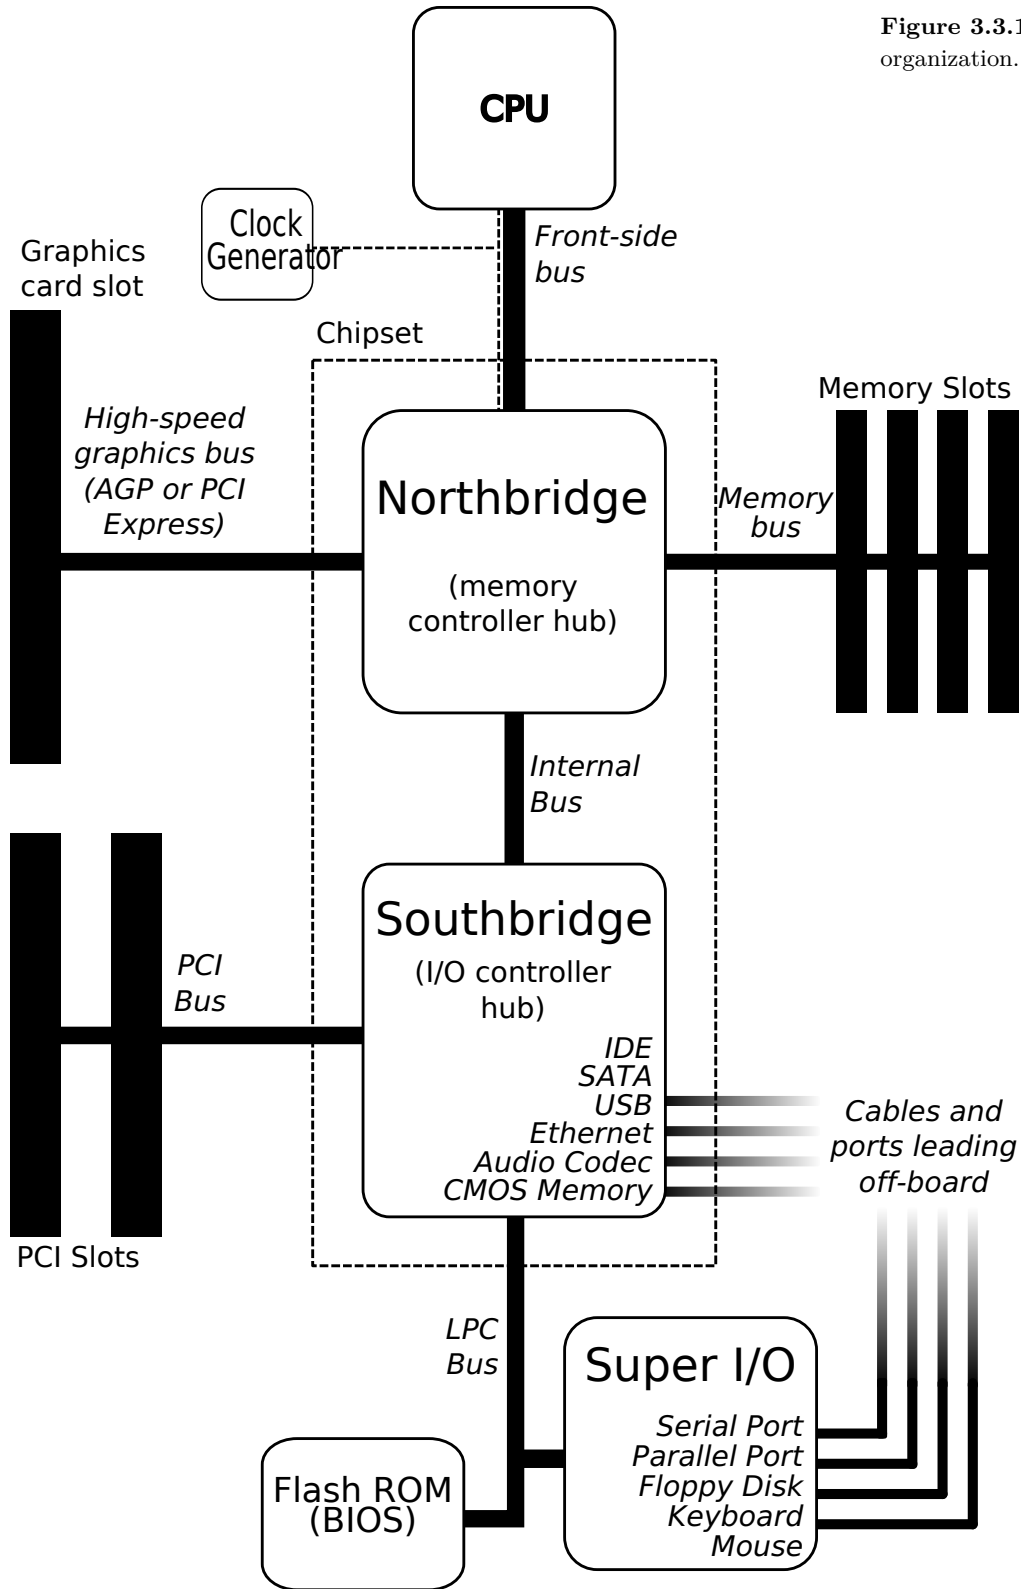 Figure 3.3.1
organization.
CPU
Clock
Generator
Front-side
bus
Graphics
card slot
Chipset
High-speed
graphics bus
(AGP or PCI
Express)
Memory Slots
Northbridge
Memory
bus
(memory
controller hub)
Internal
Bus
Southbridge
(I/O controller
hub)
PCI
Bus
IDE
SATA
USB
Ethernet
Audio Codec
CMOS Memory
Cables and
ports leading
off-board
PCI Slots
LPC
Bus
Super I/O
Serial Port
Parallel Port
Floppy Disk
Keyboard
Mouse
Flash ROM
(BIOS)